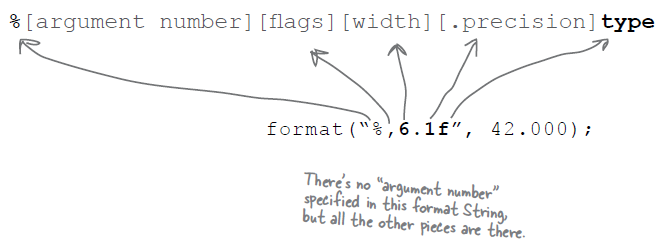 %[argument number][flags][width][.precision]type
format("%,6.1f", 42.000);
There's no "argument number"
specified in this format String,
but all the other pieces are there.